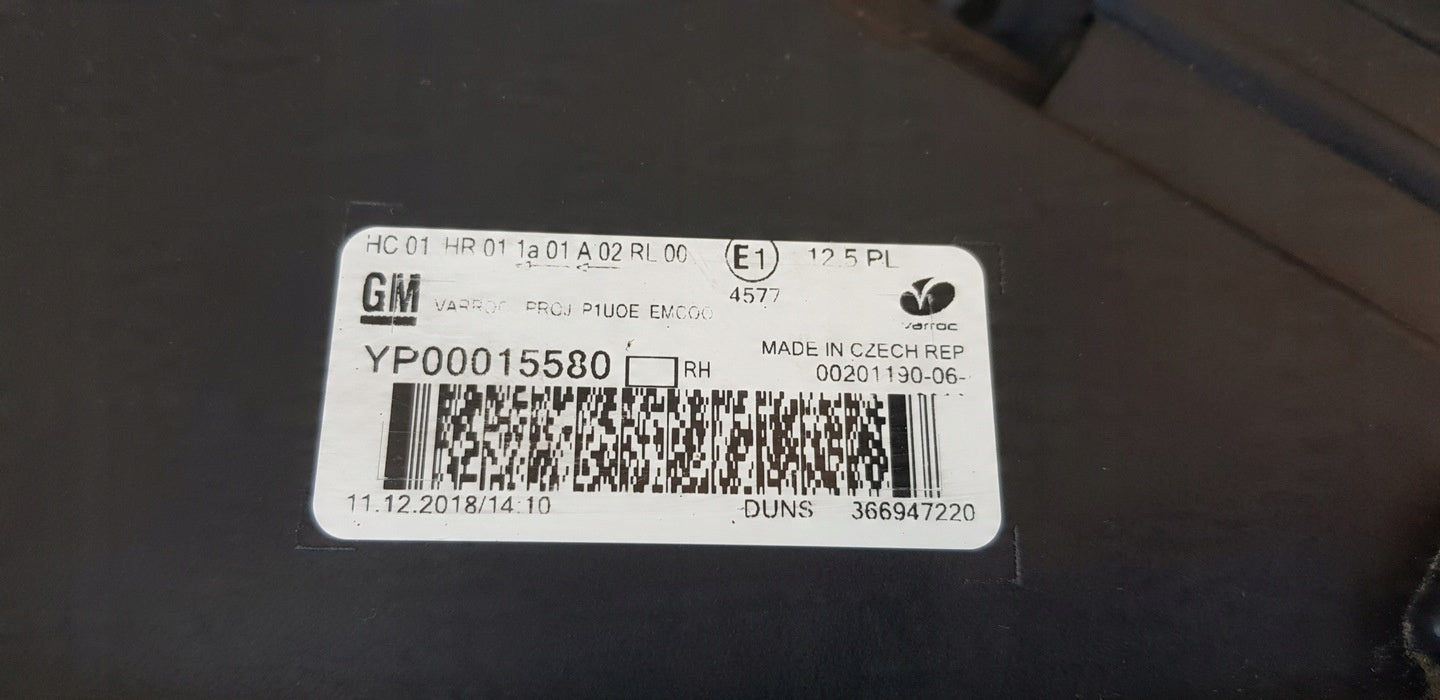 HC 01 HR 01 1a 01 A 02 RL 00 E1 12.5 PL
4577
GM VARROC PROJ P1UOE
varroc
MADE IN CZECH REP
YP00015580 RH
00201190-06-
11.12.2018/14:10 DUNS 366947220